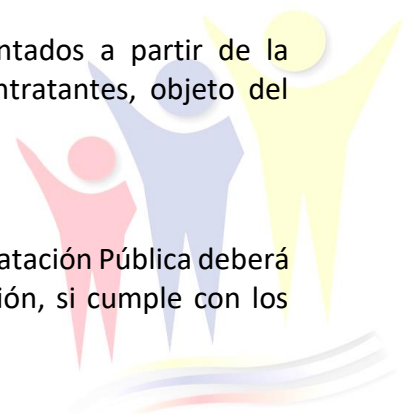 ntados a partir de la
ntratantes, objeto del
atación Pública deberá
ión, si cumple con los